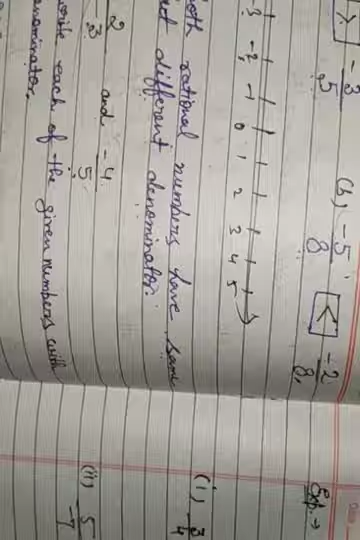 > -3/5, (b) -5/8, < -2/8,
-3 -2 -1 0 1 2 3 4 5
rational numbers have same
different denominator.
2/3 and -4/5
write each of the given numbers with
denominator.
Exp. →
(i) 3/4
(ii) 5/-7